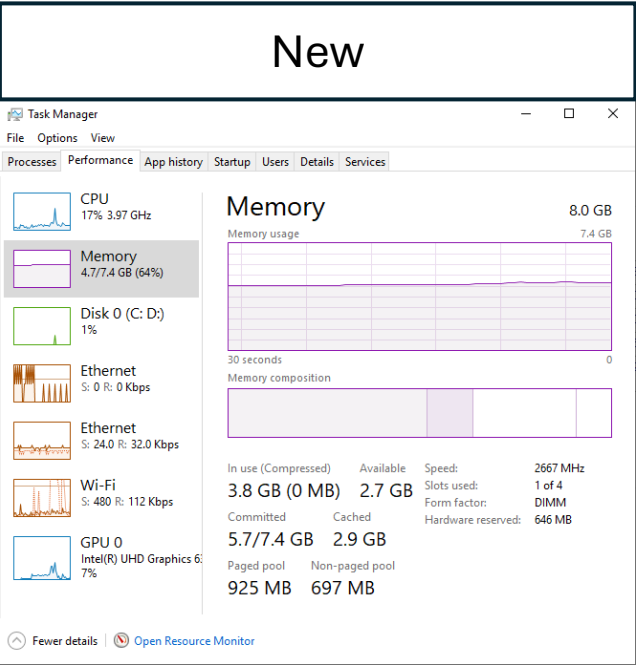 New
Task Manager
File Options View
Processes Performance App history Startup Users Details Services
CPU
17% 3.97 GHz
Memory
4.7/7.4 GB (64%)
Disk 0 (C: D:)
1%
Ethernet
S: 0 R: 0 Kbps
Ethernet
S: 24.0 R: 32.0 Kbps
Wi-Fi
S: 480 R: 112 Kbps
GPU 0
Intel(R) UHD Graphics 6
7%
Memory 8.0 GB
Memory usage 7.4 GB
30 seconds 0
Memory composition
In use (Compressed) Available
3.8 GB (0 MB) 2.7 GB
Committed Cached
5.7/7.4 GB 2.9 GB
Paged pool Non-paged pool
925 MB 697 MB
Speed: 2667 MHz
Slots used: 1 of 4
Form factor: DIMM
Hardware reserved: 646 MB
Fewer details Open Resource Monitor